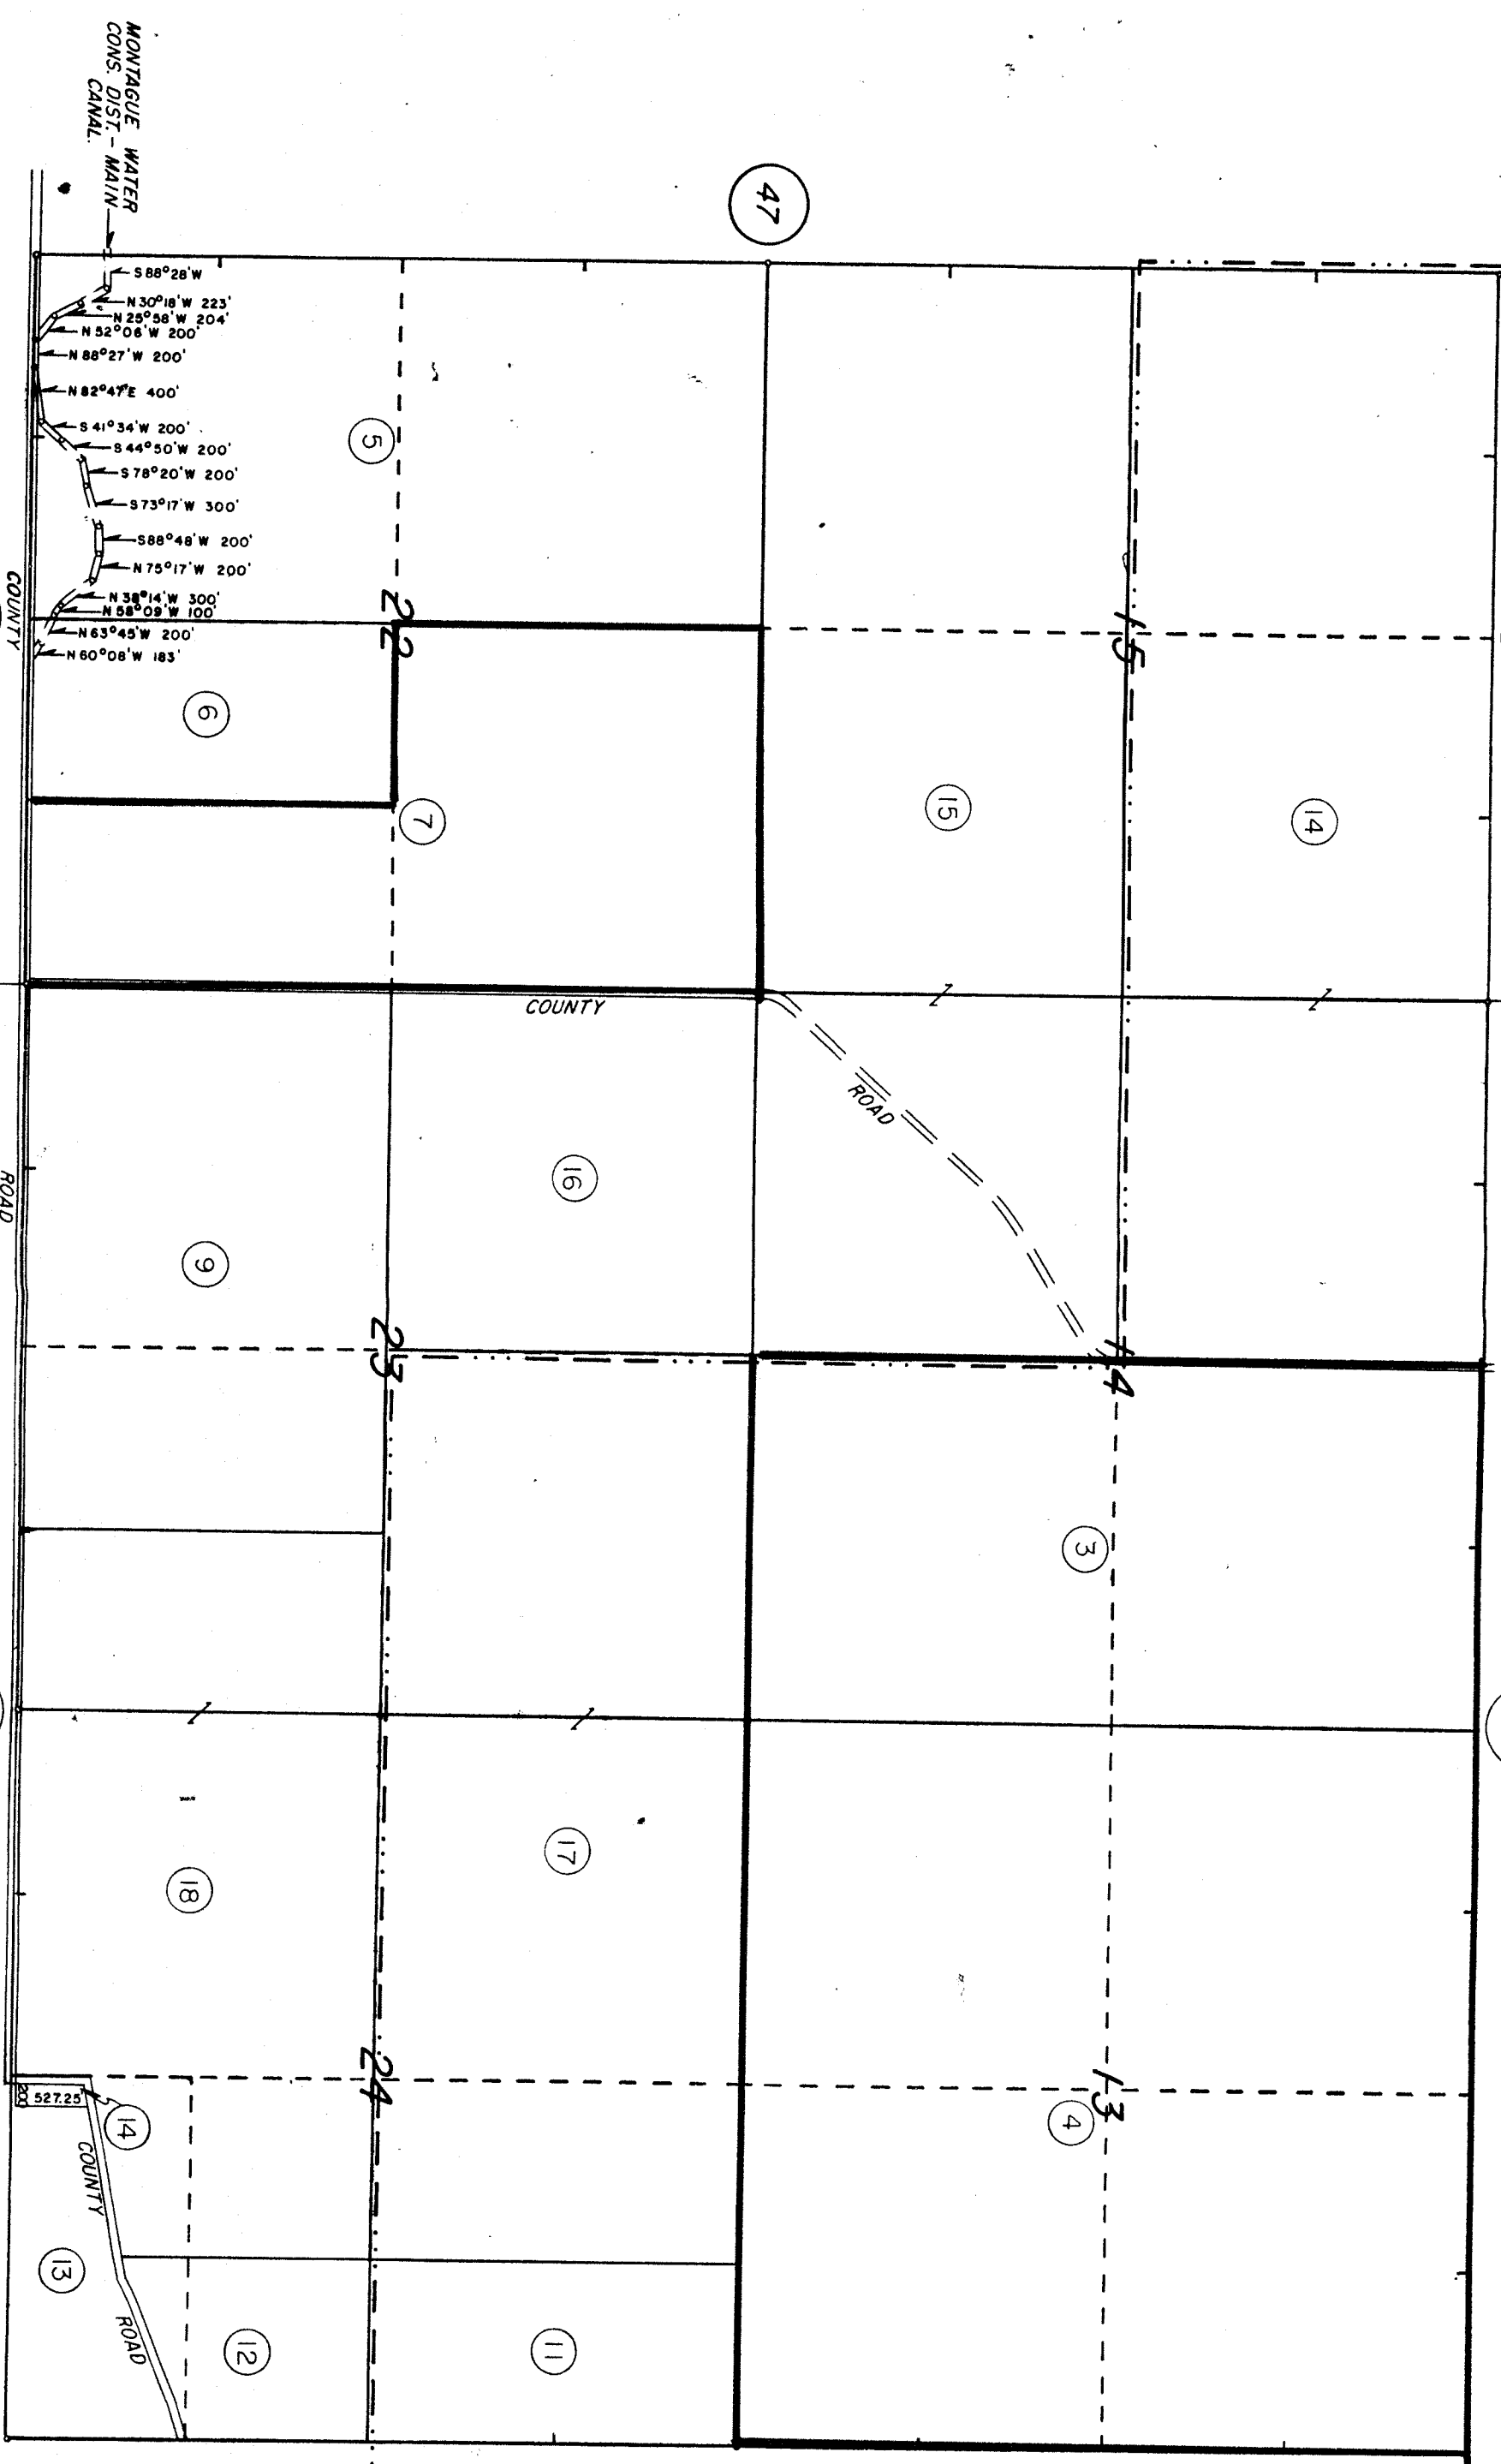 MONTAGUE WATER
CONS. DIST. – MAIN
CANAL.
47
S 88°28'W
N 30°18'W 223'
N 25°58'W 204'
N 52°06'W 200'
N 88°27'W 200'
N 82°47'E 400'
S 41°34'W 200'
S 44°50'W 200'
S 78°20'W 200'
S 73°17'W 300'
S 88°48'W 200'
N 75°17'W 200'
N 38°14'W 300'
N 58°09'W 100'
N 63°45'W 200'
N 60°08'W 183'
5
22
15
6
7
15
14
COUNTY
COUNTY
ROAD
ROAD
16
9
23
14
3
17
18
24
13
4
200
527.25
14
COUNTY
ROAD
13
12
11